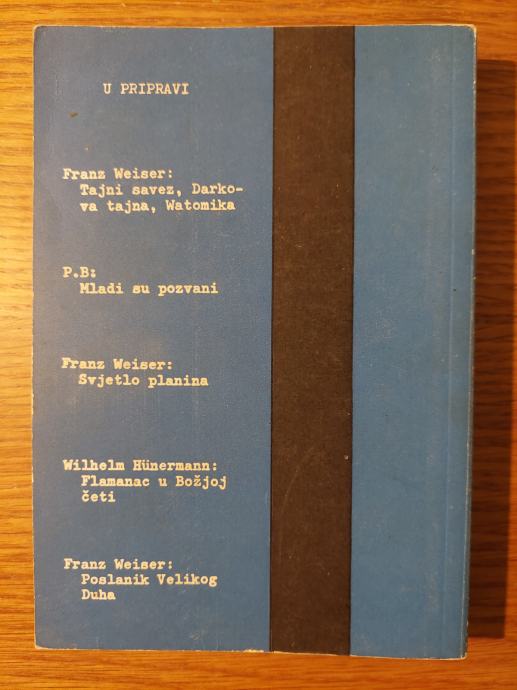 U PRIPRAVI
Franz Weiser:
Tajni savez, Darko-
va tajna, Watomika
P.B:
Mladi su pozvani
Franz Weiser:
Svjetlo planina
Wilhelm Hünermann:
Flamanac u Božjoj
četi
Franz Weiser:
Poslanik Velikog
Duha